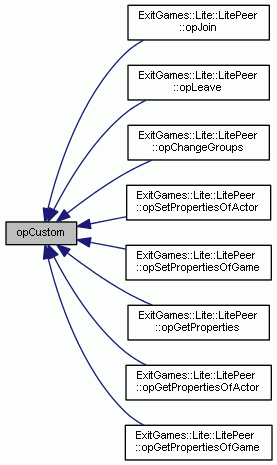 ExitGames::Lite::LitePeer
::opJoin
ExitGames::Lite::LitePeer
::opLeave
ExitGames::Lite::LitePeer
::opChangeGroups
ExitGames::Lite::LitePeer
::opSetPropertiesOfActor
opCustom
ExitGames::Lite::LitePeer
::opSetPropertiesOfGame
ExitGames::Lite::LitePeer
::opGetProperties
ExitGames::Lite::LitePeer
::opGetPropertiesOfActor
ExitGames::Lite::LitePeer
::opGetPropertiesOfGame